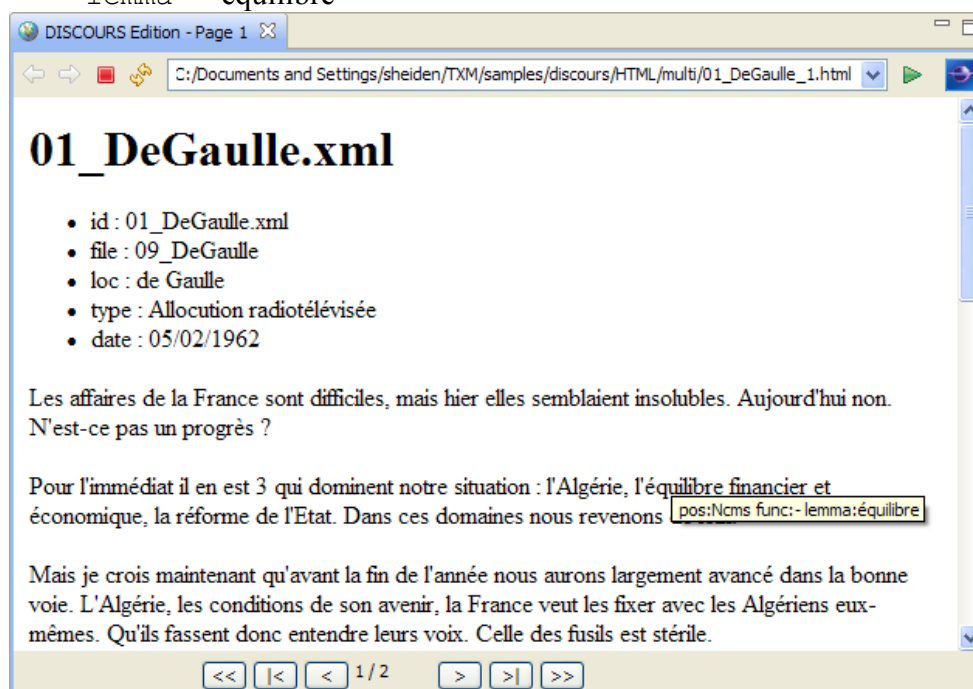 lemma = équilibre
DISCOURS Edition - Page 1
C:/Documents and Settings/sheiden/TXM/samples/discours/HTML/multi/01_DeGaulle_1.html
01_DeGaulle.xml
• id : 01_DeGaulle.xml
• file : 09_DeGaulle
• loc : de Gaulle
• type : Allocution radiotélévisée
• date : 05/02/1962
Les affaires de la France sont difficiles, mais hier elles semblaient insolubles. Aujourd'hui non.
N'est-ce pas un progrès ?
Pour l'immédiat il en est 3 qui dominent notre situation : l'Algérie, l'équilibre financier et
économique, la réforme de l'Etat. Dans ces domaines nous revenons
pos:Ncms func:- lemma:équilibre
Mais je crois maintenant qu'avant la fin de l'année nous aurons largement avancé dans la bonne
voie. L'Algérie, les conditions de son avenir, la France veut les fixer avec les Algériens eux-
mêmes. Qu'ils fassent donc entendre leurs voix. Celle des fusils est stérile.
<< |< < 1 / 2 > >| >>